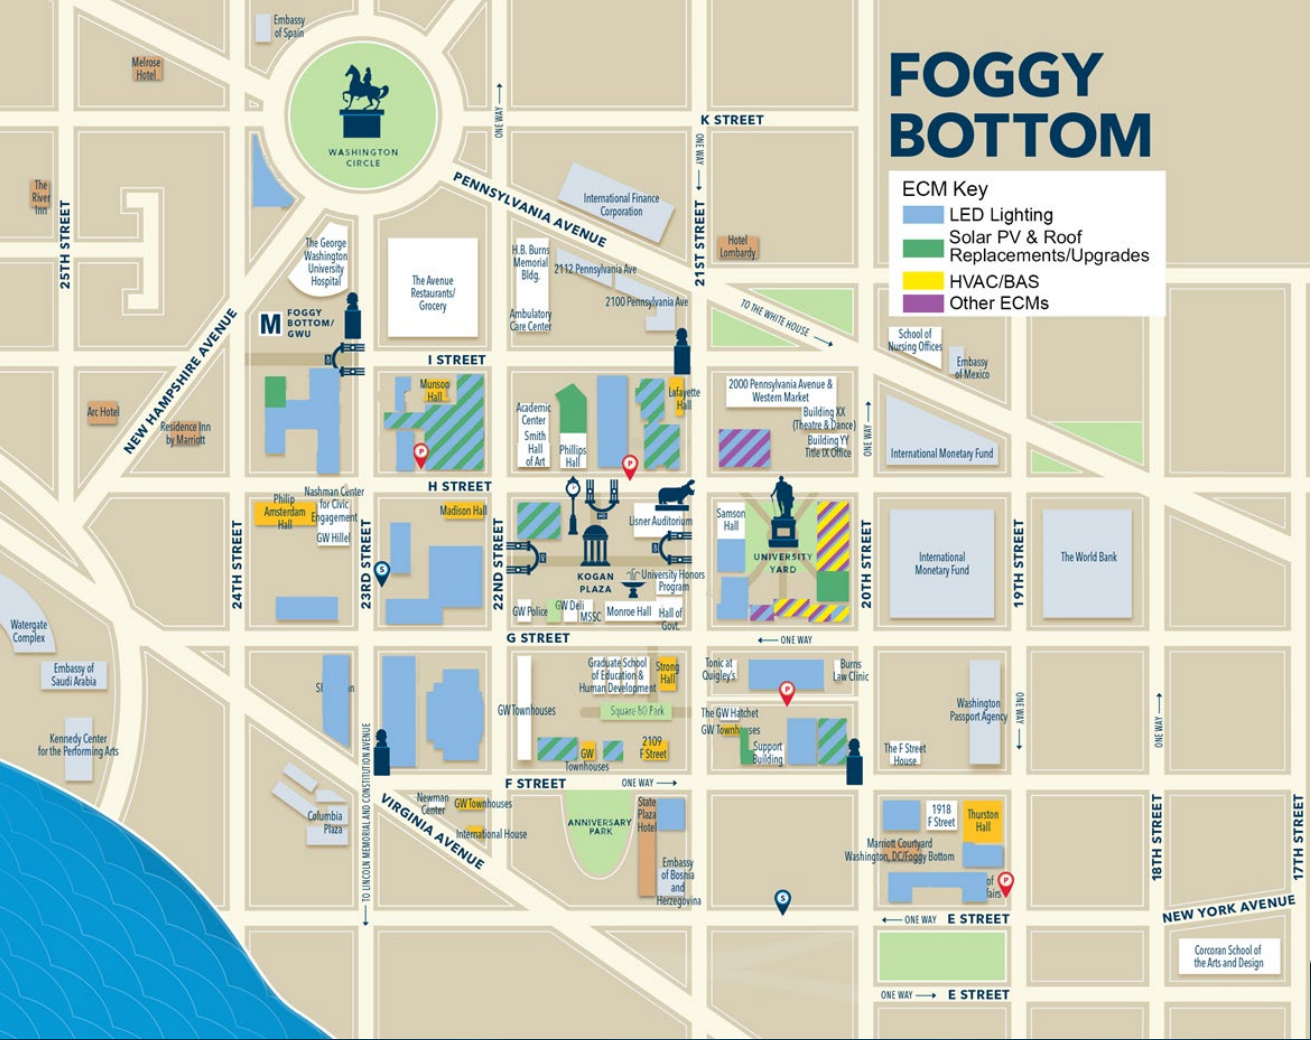 Embassy
of Spain
Melrose
Hotel
WASHINGTON
CIRCLE
ONE WAY
K STREET
ONE WAY
FOGGY
BOTTOM
ECM Key
LED Lighting
Solar PV & Roof
Replacements/Upgrades
HVAC/BAS
Other ECMs
The
River
Inn
25TH STREET
PENNSYLVANIA AVENUE
International Finance
Corporation
21ST STREET
Hotel
Lombardy
The George
Washington
University
Hospital
The Avenue
Restaurants/
Grocery
H.B. Burns
Memorial
Bldg.
Ambulatory
Care Center
2112 Pennsylvania Ave
2100 Pennsylvania Ave
TO THE WHITE HOUSE
M
FOGGY
BOTTOM/
GWU
NEW HAMPSHIRE AVENUE
I STREET
School of
Nursing Offices
Embassy
of Mexico
Arc Hotel
Residence Inn
by Marriott
Munson
Hall
P
Academic
Center
Smith
Hall
of Art
Phillips
Hall
P
Lafayette
Hall
2000 Pennsylvania Avenue &
Western Market
Building XX
(Theatre & Dance)
Building YY
Title IX Office
ONE WAY
International Monetary Fund
H STREET
Philip
Amsterdam
Hall
Nashman Center
for Civic
Engagement
GW Hillel
Madison Hall
24TH STREET
23RD STREET
S
22ND STREET
Lisner Auditorium
KOGAN
PLAZA
University Honors
Program
GW Police
GW Deli
MSSC
Monroe Hall
Hall of
Govt.
Samson
Hall
UNIVERSITY
YARD
20TH STREET
International
Monetary Fund
19TH STREET
The World Bank
Watergate
Complex
Embassy of
Saudi Arabia
Kennedy Center
for the Performing Arts
G STREET
ONE WAY
GW Townhouses
Graduate School
of Education &
Human Development
Strong
Hall
Square 80 Park
GW
Townhouses
2109
F Street
Tonic at
Quigley's
Burns
Law Clinic
P
The GW Hatchet
GW Townhouses
Support
Building
Washington
Passport Agency
The F Street
House
ONE WAY
ONE WAY
TO LINCOLN MEMORIAL AND CONSTITUTION AVENUE
F STREET
ONE WAY
Columbia
Plaza
VIRGINIA AVENUE
Newman
Center
GW Townhouses
International House
ANNIVERSARY
PARK
State
Plaza
Hotel
Embassy
of Bosnia
and
Herzegovina
S
1918
F Street
Thurston
Hall
Marriott Courtyard
Washington, DC/Foggy Bottom
of
P
18TH STREET
17TH STREET
ONE WAY
E STREET
NEW YORK AVENUE
Corcoran School of
the Arts and Design
ONE WAY
E STREET